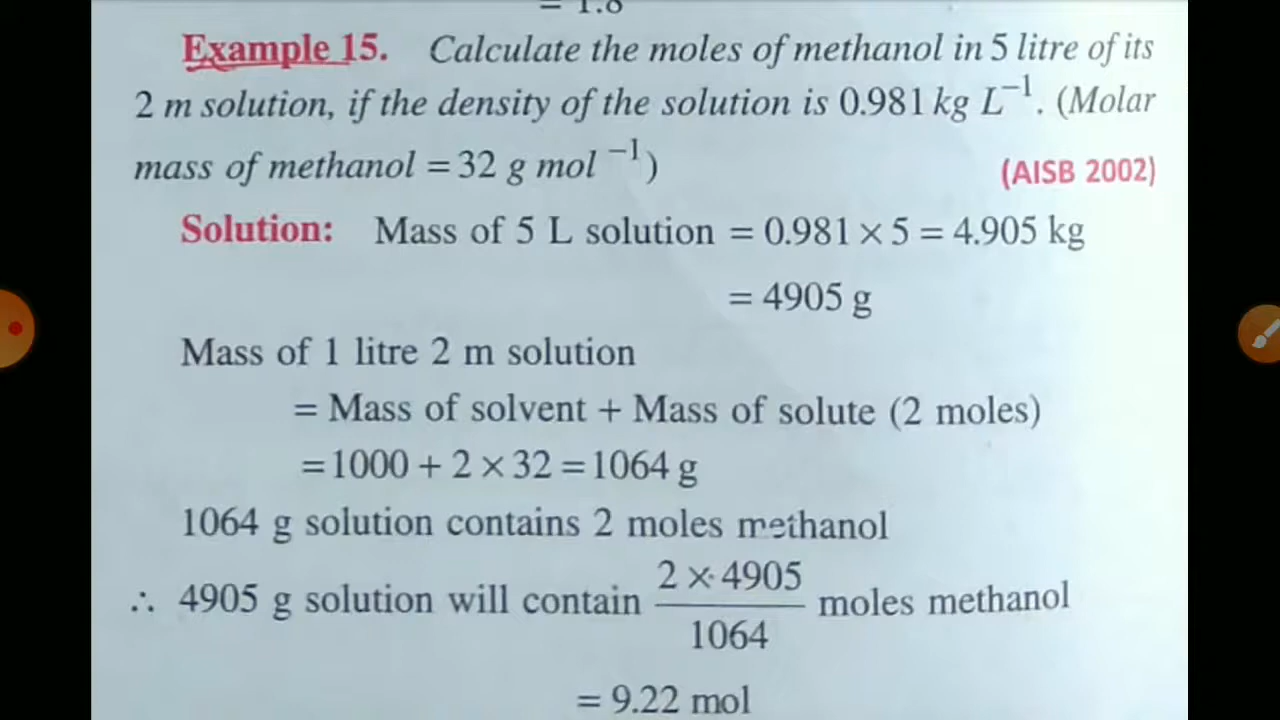 = 1.8
Example 15. Calculate the moles of methanol in 5 litre of its
2 m solution, if the density of the solution is 0.981 kg L⁻¹. (Molar
mass of methanol = 32 g mol ⁻¹)
(AISB 2002)
Solution: Mass of 5 L solution = 0.981 × 5 = 4.905 kg
= 4905 g
Mass of 1 litre 2 m solution
= Mass of solvent + Mass of solute (2 moles)
= 1000 + 2 × 32 = 1064 g
1064 g solution contains 2 moles methanol
∴ 4905 g solution will contain 2 × 4905 / 1064 moles methanol
= 9.22 mol